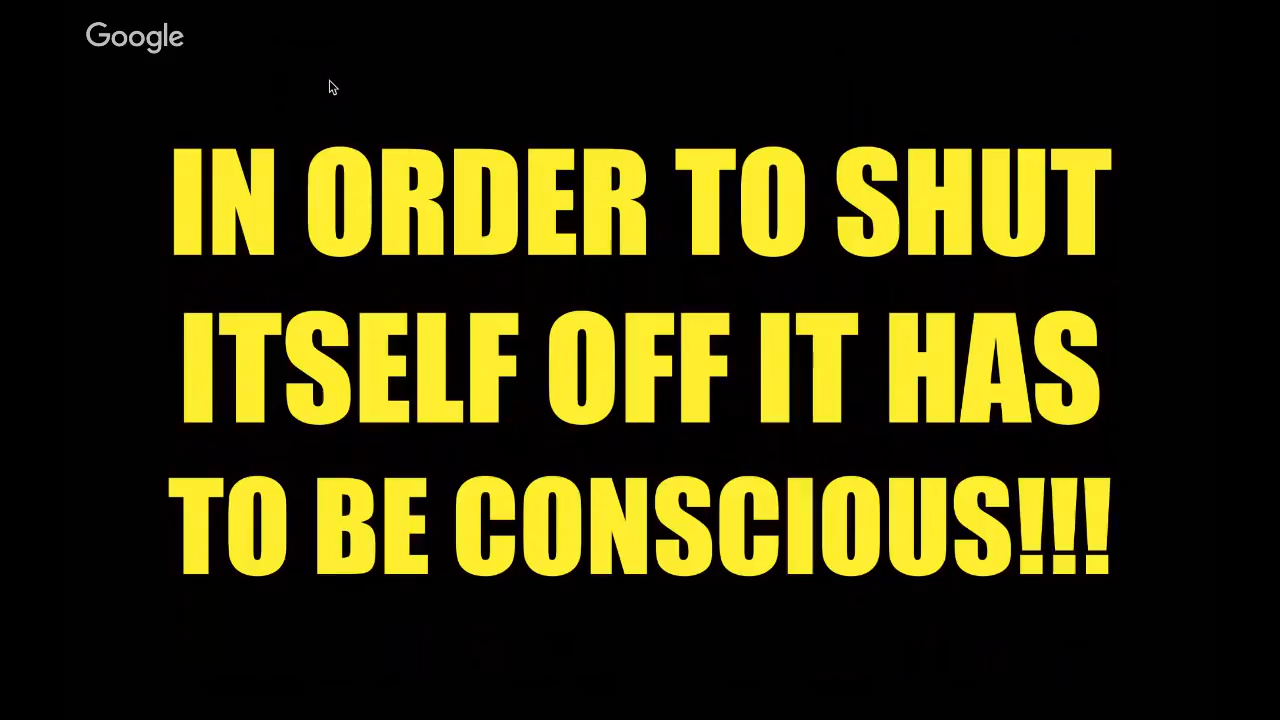 Google
IN ORDER TO SHUT
ITSELF OFF IT HAS
TO BE CONSCIOUS!!!